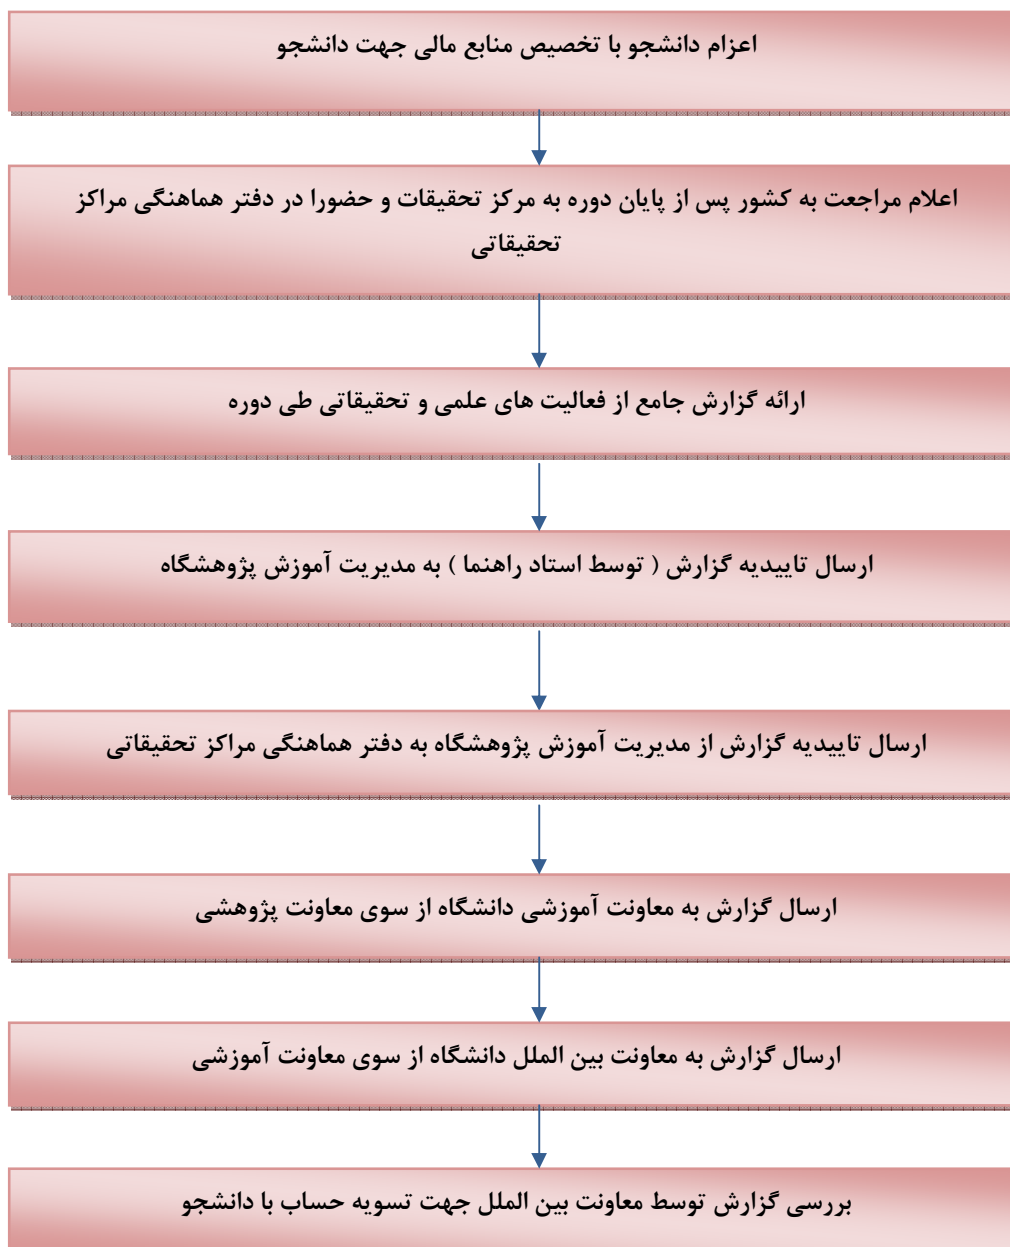 اعزام دانشجو با تخصیص منابع مالی جهت دانشجو
اعلام مراجعت به کشور پس از پایان دوره به مرکز تحقیقات و حضورا در دفتر هماهنگی مراکز
تحقیقاتی
ارائه گزارش جامع از فعالیت های علمی و تحقیقاتی طی دوره
ارسال تاییدیه گزارش ( توسط استاد راهنما ) به مدیریت آموزش پژوهشگاه
ارسال تاییدیه گزارش از مدیریت آموزش پژوهشگاه به دفتر هماهنگی مراکز تحقیقاتی
ارسال گزارش به معاونت آموزشی دانشگاه از سوی معاونت پژوهشی
ارسال گزارش به معاونت بین الملل دانشگاه از سوی معاونت آموزشی
بررسی گزارش توسط معاونت بین الملل جهت تسویه حساب با دانشجو